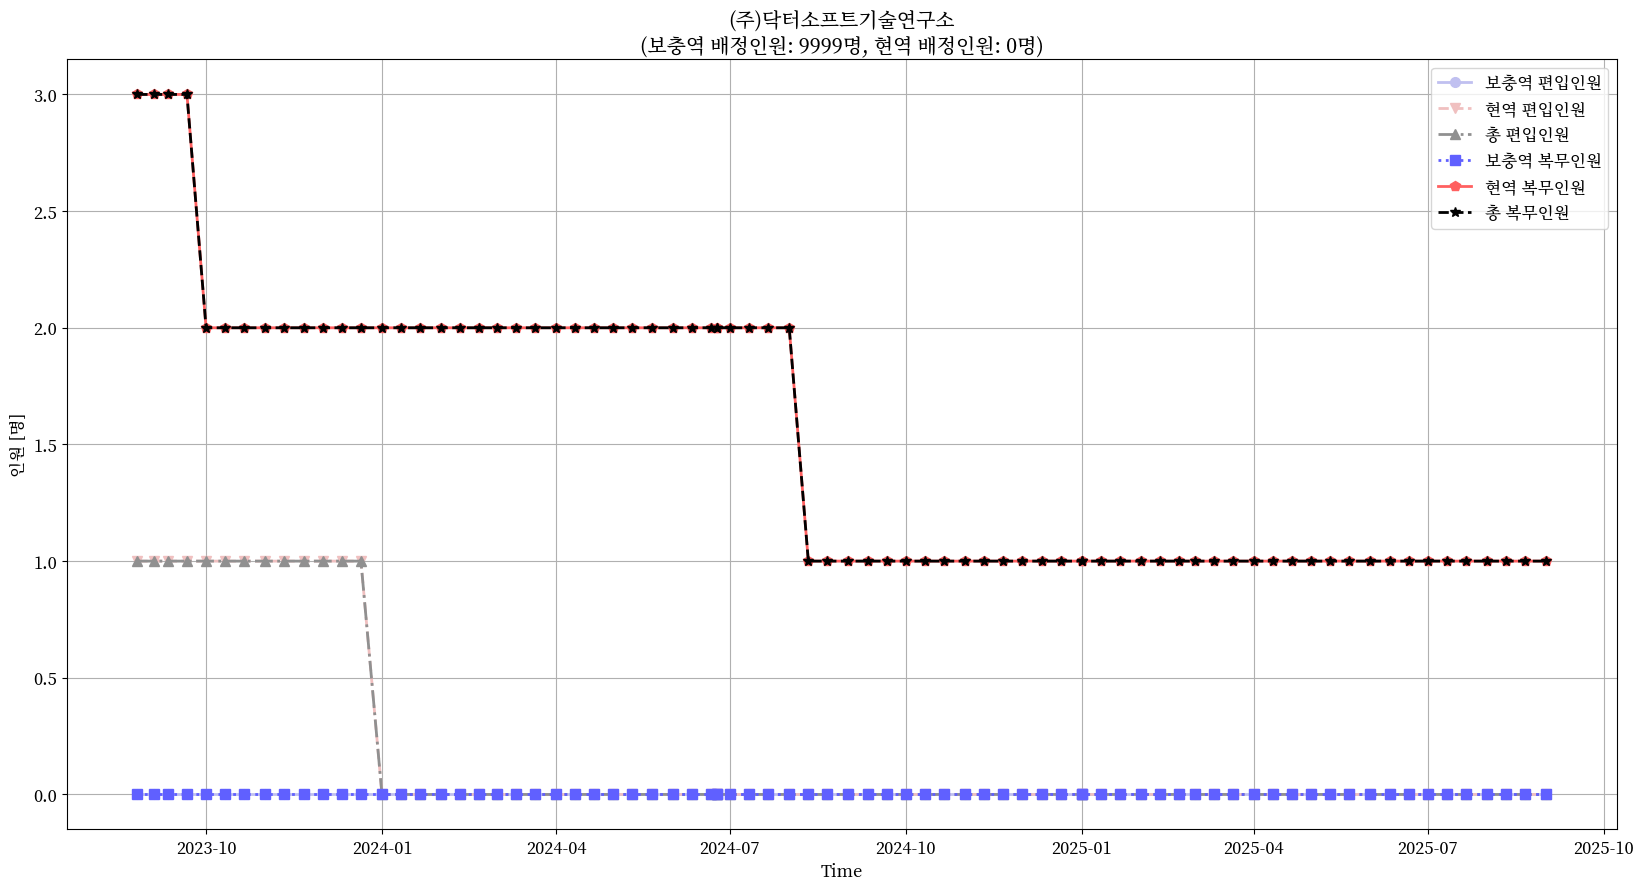 (주)닥터소프트기술연구소
(보충역 배정인원: 9999명, 현역 배정인원: 0명)
보충역 편입인원
현역 편입인원
총 편입인원
보충역 복무인원
현역 복무인원
총 복무인원
인원 [명]
3.0
2.5
2.0
1.5
1.0
0.5
0.0
2023-10
2024-01
2024-04
2024-07
2024-10
2025-01
2025-04
2025-07
2025-10
Time